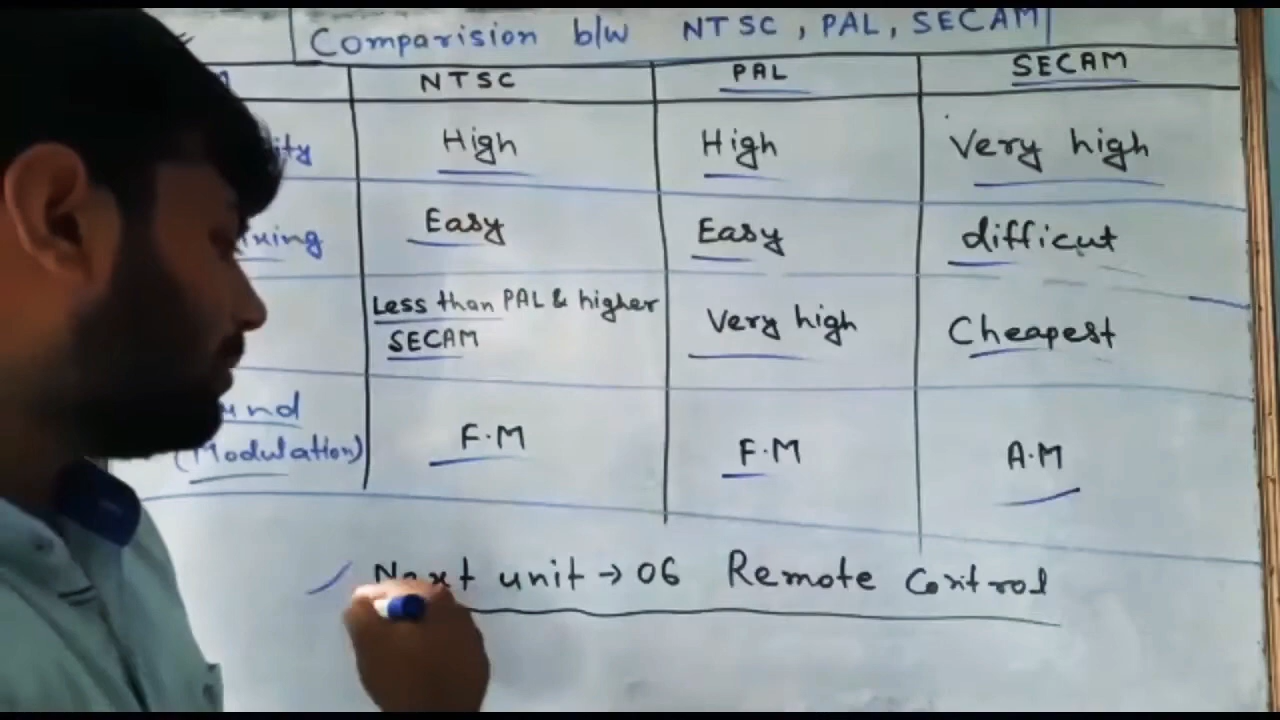 Comparision b/w NTSC, PAL, SECAM
NTSC PAL SECAM
High High Very high
Easy Easy difficut
Less than PAL & higher
SECAM Very high Cheapest
F.M F.M A.M
(Modulation)
Next unit → 06 Remote Control